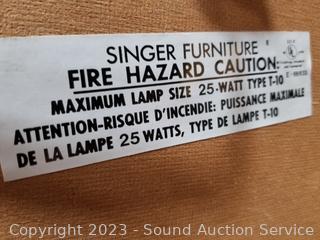 SINGER FURNITURE
FIRE HAZARD CAUTION:
MAXIMUM LAMP SIZE 25-WATT TYPE T-10
ATTENTION-RISQUE D'INCENDIE: PUISSANCE MAXIMALE
DE LA LAMPE 25 WATTS, TYPE DE LAMPE T-10
Copyright © 2023 - Sound Auction Service